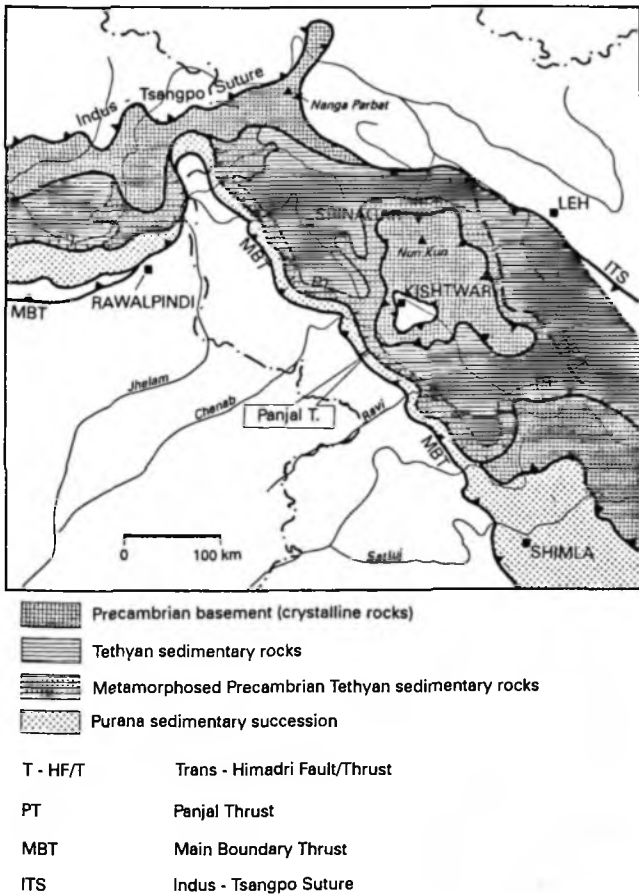 Indus Tsangpo Suture
Nanga Parbat
LEH
SRINAGAR
ITS
Nun Kun
MBT
PT
KISHTWAR
RAWALPINDI
MBT
Jhelam
Chenab
Panjal T.
Ravi
MBT
0 100 km
Satluj
SHIMLA
Precambrian basement (crystalline rocks)
Tethyan sedimentary rocks
Metamorphosed Precambrian Tethyan sedimentary rocks
Purana sedimentary succession
T - HF/T Trans - Himadri Fault/Thrust
PT Panjal Thrust
MBT Main Boundary Thrust
ITS Indus - Tsangpo Suture